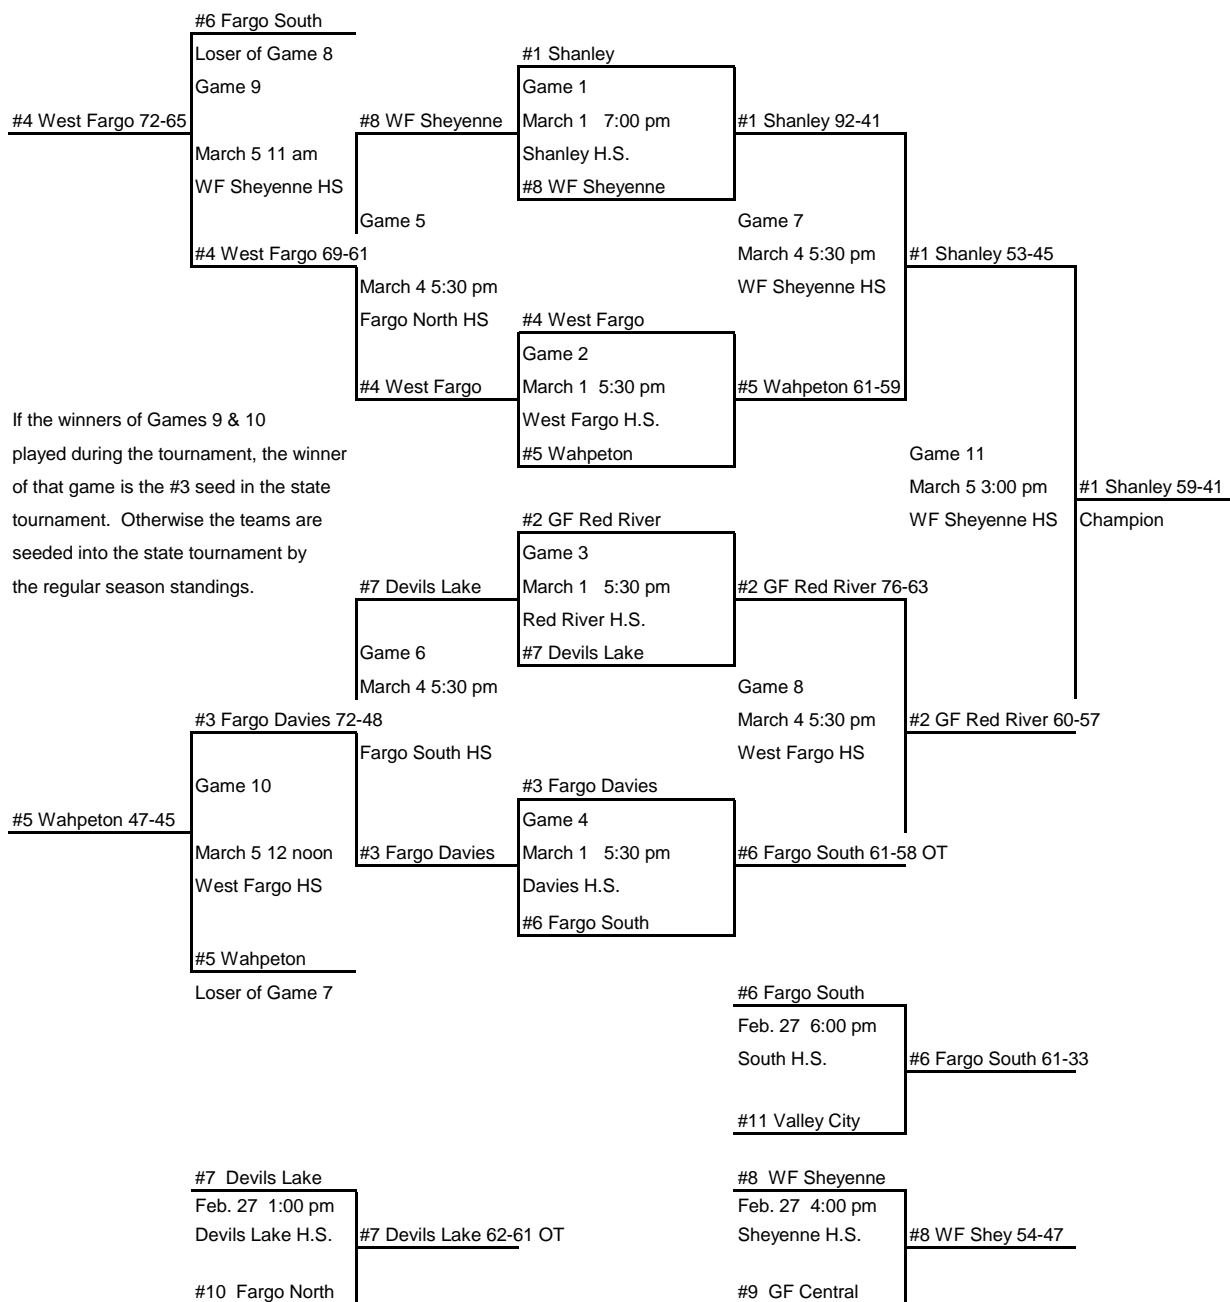 #6 Fargo South
Loser of Game 8
Game 9
#4 West Fargo 72-65
March 5 11 am
WF Sheyenne HS
#4 West Fargo 69-61
#8 WF Sheyenne
Game 5
March 4 5:30 pm
Fargo North HS
#4 West Fargo
#1 Shanley
Game 1
March 1 7:00 pm
Shanley H.S.
#8 WF Sheyenne
#4 West Fargo
Game 2
March 1 5:30 pm
West Fargo H.S.
#5 Wahpeton
#1 Shanley 92-41
Game 7
March 4 5:30 pm
WF Sheyenne HS
#5 Wahpeton 61-59
#1 Shanley 53-45
Game 11
March 5 3:00 pm
WF Sheyenne HS
#1 Shanley 59-41
Champion
If the winners of Games 9 & 10
played during the tournament, the winner
of that game is the #3 seed in the state
tournament. Otherwise the teams are
seeded into the state tournament by
the regular season standings.
#2 GF Red River
Game 3
March 1 5:30 pm
Red River H.S.
#7 Devils Lake
#7 Devils Lake
Game 6
March 4 5:30 pm
Fargo South HS
#3 Fargo Davies
#3 Fargo Davies 72-48
Game 10
#5 Wahpeton 47-45
March 5 12 noon
West Fargo HS
#5 Wahpeton
Loser of Game 7
#3 Fargo Davies
Game 4
March 1 5:30 pm
Davies H.S.
#6 Fargo South
#2 GF Red River 76-63
Game 8
March 4 5:30 pm
West Fargo HS
#6 Fargo South 61-58 OT
#2 GF Red River 60-57
#6 Fargo South
Feb. 27 6:00 pm
South H.S.
#6 Fargo South 61-33
#11 Valley City
#7 Devils Lake
Feb. 27 1:00 pm
Devils Lake H.S.
#7 Devils Lake 62-61 OT
#10 Fargo North
#8 WF Sheyenne
Feb. 27 4:00 pm
Sheyenne H.S.
#8 WF Shey 54-47
#9 GF Central